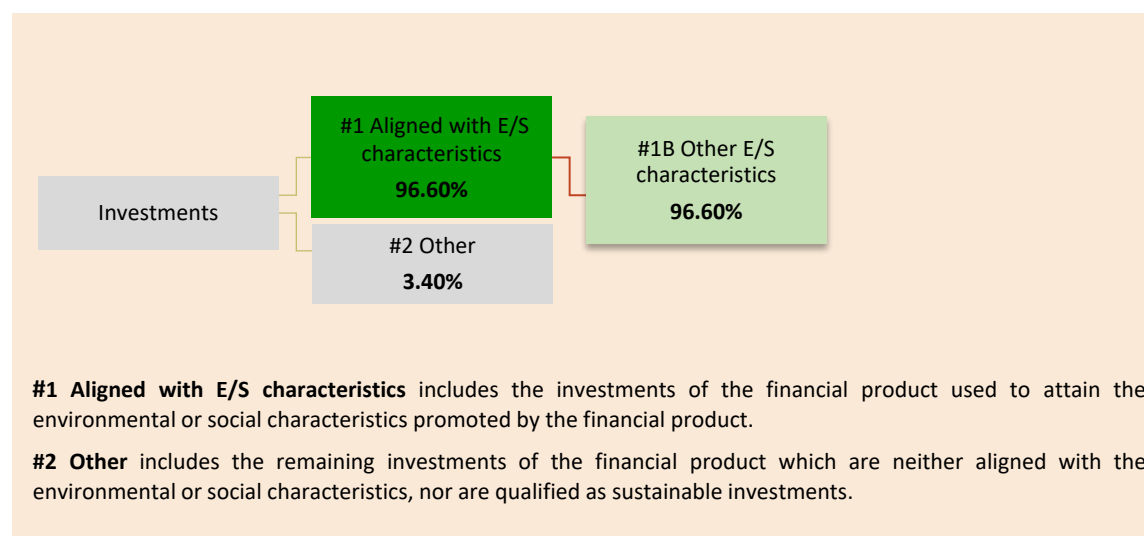 #1 Aligned with E/S
characteristics
96.60%
#1B Other E/S
characteristics
96.60%
Investments
#2 Other
3.40%
#1 Aligned with E/S characteristics includes the investments of the financial product used to attain the
environmental or social characteristics promoted by the financial product.
#2 Other includes the remaining investments of the financial product which are neither aligned with the
environmental or social characteristics, nor are qualified as sustainable investments.